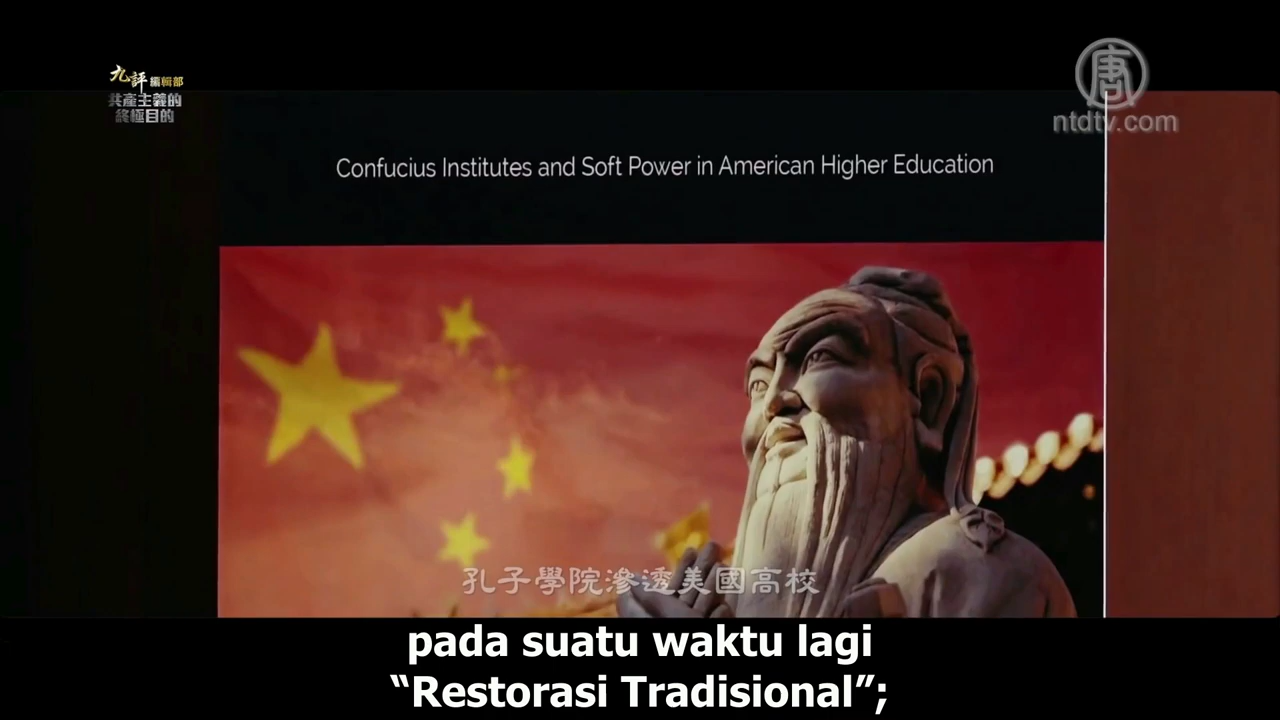 九評編輯部
共產主義的
終極目的
唐
ntdtv.com
Confucius Institutes and Soft Power in American Higher Education
孔子學院滲透美國高校
pada suatu waktu lagi
“Restorasi Tradisional”;